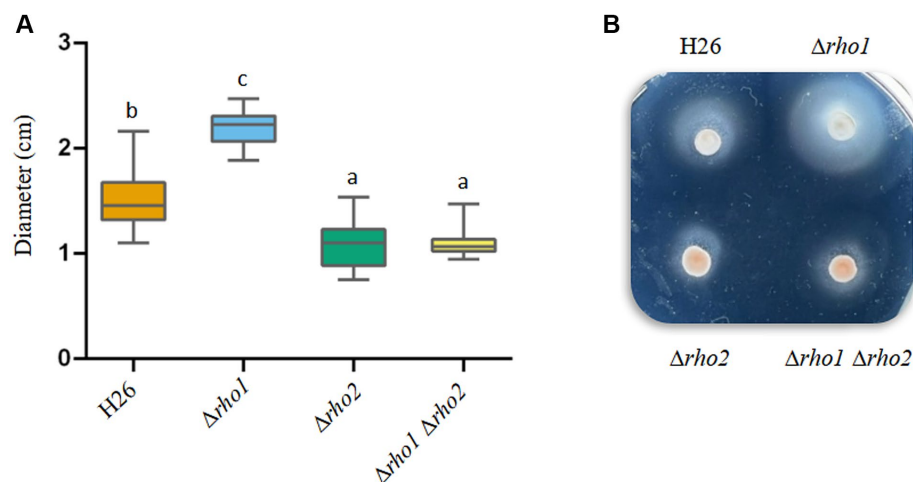 A
Diameter (cm)
3
2
1
0
b
c
a
a
H26
Δrho1
Δrho2
Δrho1 Δrho2
B
H26 Δrho1
Δrho2 Δrho1 Δrho2